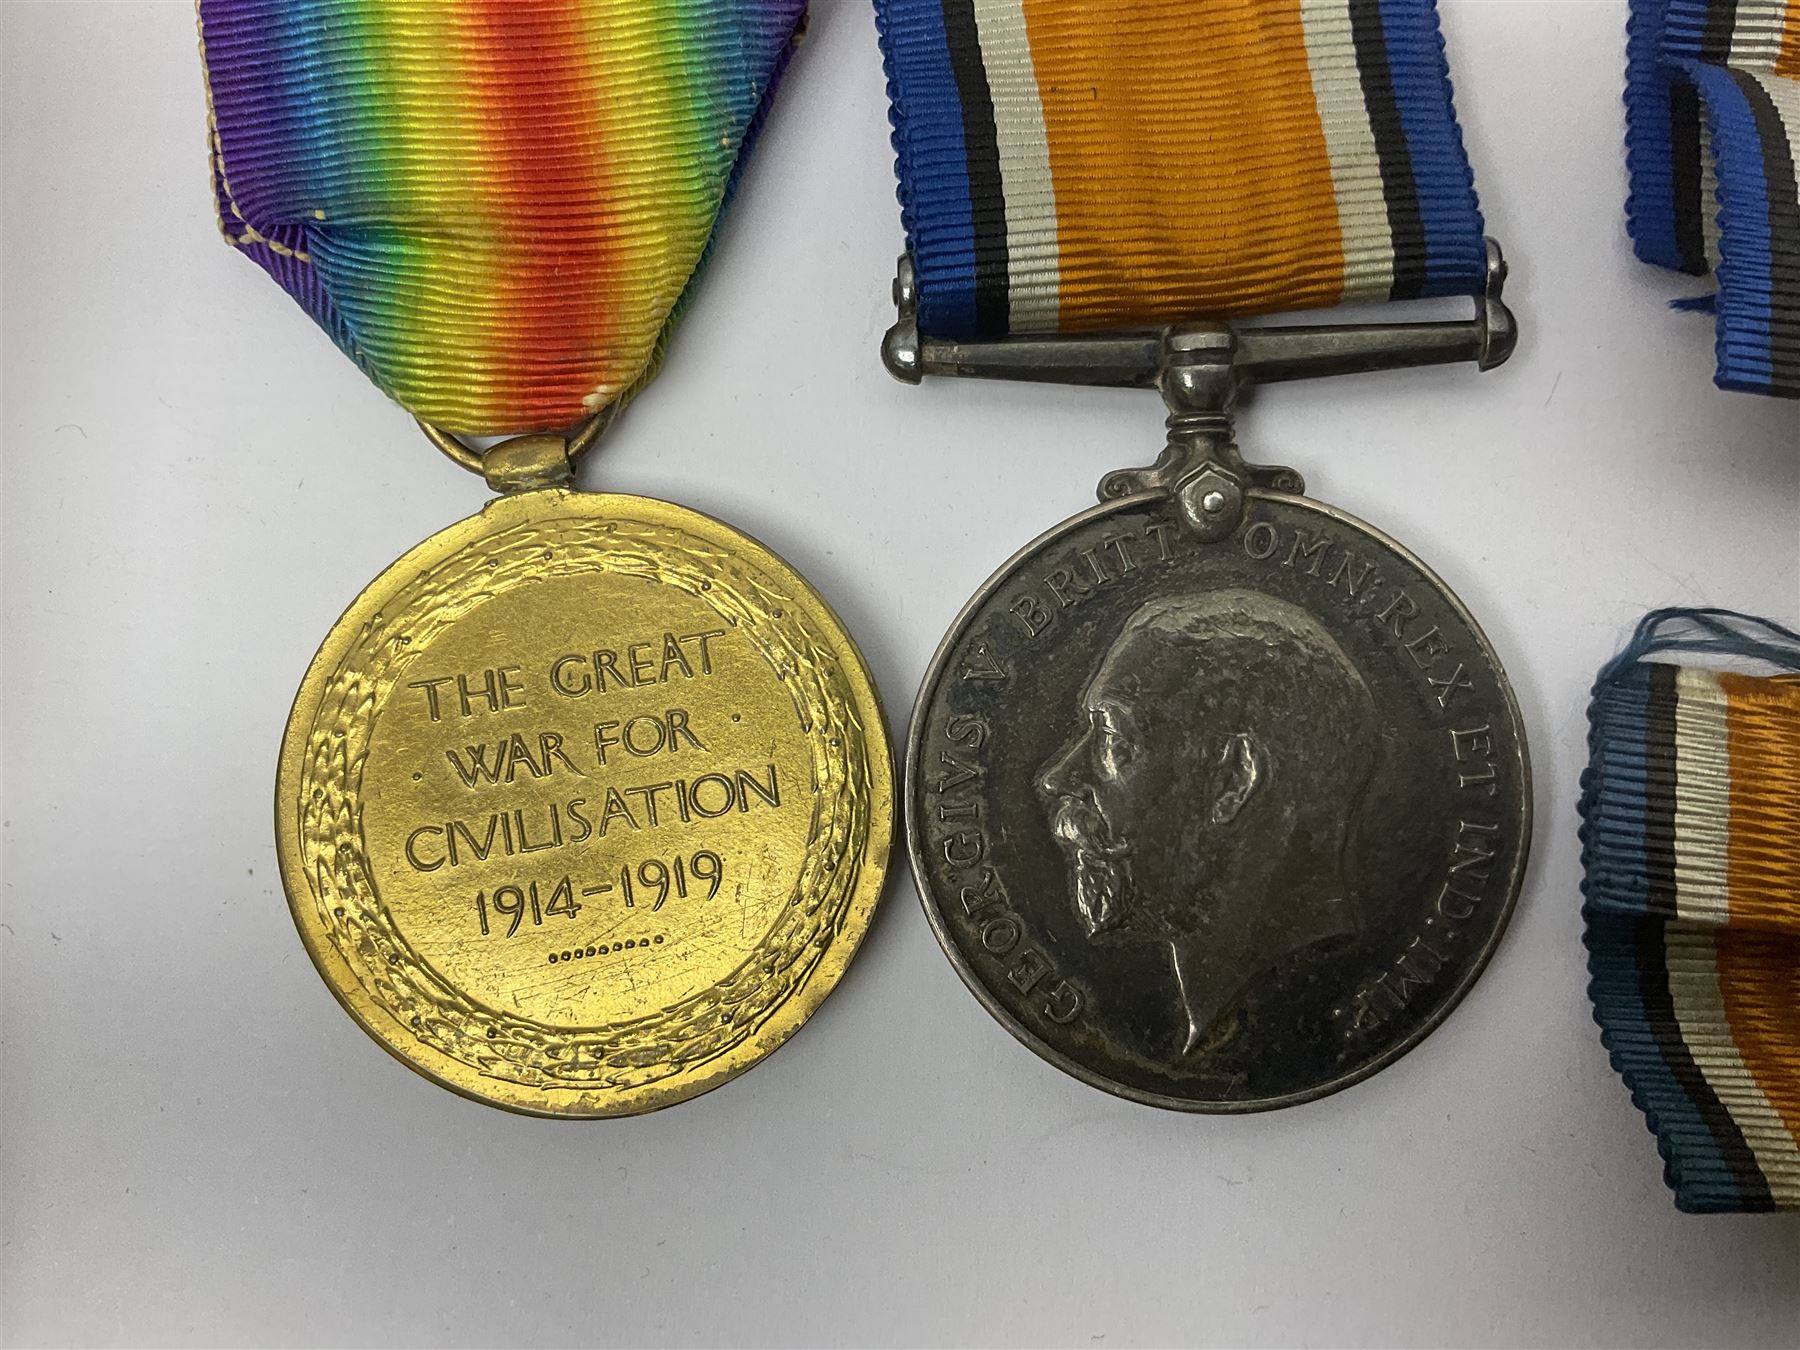 THE GREAT
· WAR FOR ·
CIVILISATION
1914-1919
GEORGIVS V BRITT: OMN: REX ET IND: IMP: